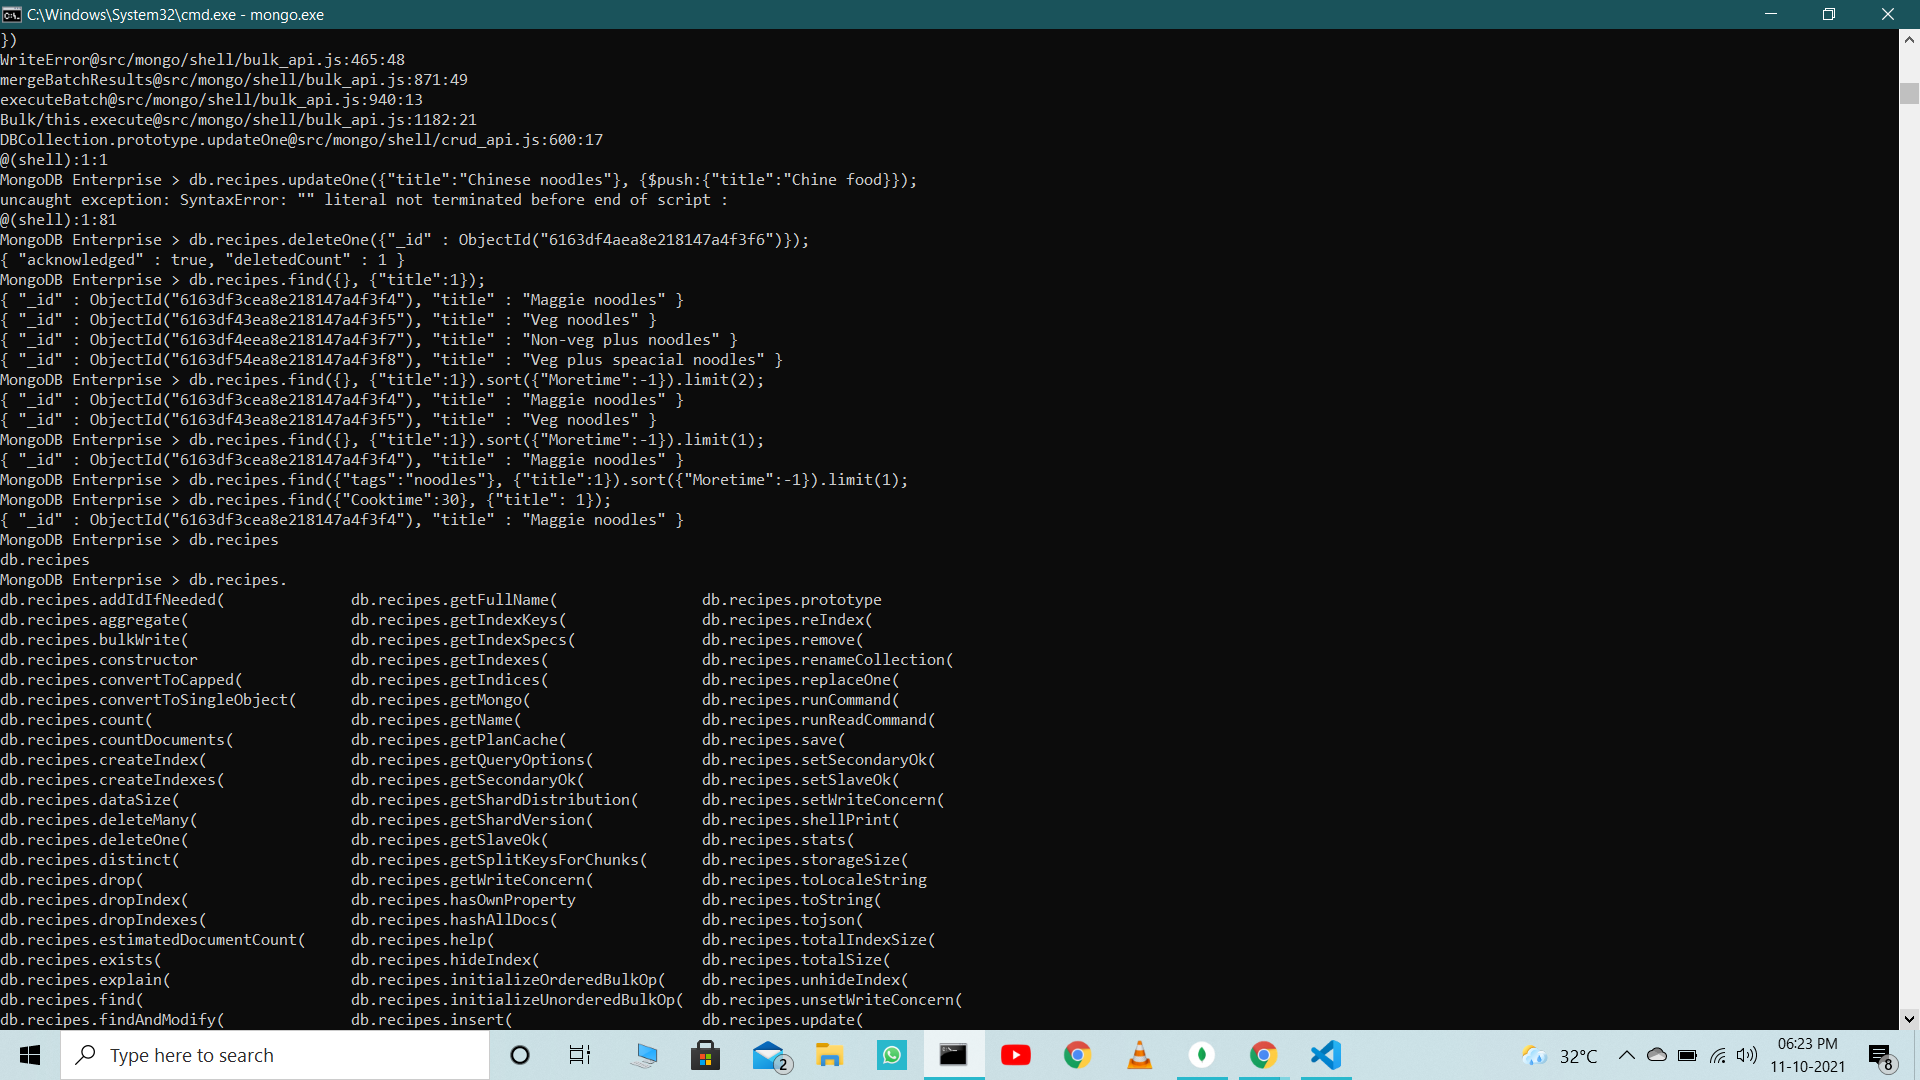 C:\Windows\System32\cmd.exe - mongo.exe
})
WriteError@src/mongo/shell/bulk_api.js:465:48
mergeBatchResults@src/mongo/shell/bulk_api.js:871:49
executeBatch@src/mongo/shell/bulk_api.js:940:13
Bulk/this.execute@src/mongo/shell/bulk_api.js:1182:21
DBCollection.prototype.updateOne@src/mongo/shell/crud_api.js:600:17
@(shell):1:1
MongoDB Enterprise > db.recipes.updateOne({"title":"Chinese noodles"}, {$push:{"title":"Chine food}});
uncaught exception: SyntaxError: "" literal not terminated before end of script :
@(shell):1:81
MongoDB Enterprise > db.recipes.deleteOne({"_id" : ObjectId("6163df4aea8e218147a4f3f6")});
{ "acknowledged" : true, "deletedCount" : 1 }
MongoDB Enterprise > db.recipes.find({}, {"title":1});
{ "_id" : ObjectId("6163df3cea8e218147a4f3f4"), "title" : "Maggie noodles" }
{ "_id" : ObjectId("6163df43ea8e218147a4f3f5"), "title" : "Veg noodles" }
{ "_id" : ObjectId("6163df4eea8e218147a4f3f7"), "title" : "Non-veg plus noodles" }
{ "_id" : ObjectId("6163df54ea8e218147a4f3f8"), "title" : "Veg plus speacial noodles" }
MongoDB Enterprise > db.recipes.find({}, {"title":1}).sort({"Moretime":-1}).limit(2);
{ "_id" : ObjectId("6163df3cea8e218147a4f3f4"), "title" : "Maggie noodles" }
{ "_id" : ObjectId("6163df43ea8e218147a4f3f5"), "title" : "Veg noodles" }
MongoDB Enterprise > db.recipes.find({}, {"title":1}).sort({"Moretime":-1}).limit(1);
{ "_id" : ObjectId("6163df3cea8e218147a4f3f4"), "title" : "Maggie noodles" }
MongoDB Enterprise > db.recipes.find({"tags":"noodles"}, {"title":1}).sort({"Moretime":-1}).limit(1);
MongoDB Enterprise > db.recipes.find({"Cooktime":30}, {"title": 1});
{ "_id" : ObjectId("6163df3cea8e218147a4f3f4"), "title" : "Maggie noodles" }
MongoDB Enterprise > db.recipes
db.recipes
MongoDB Enterprise > db.recipes.
db.recipes.addIdIfNeeded( db.recipes.getFullName( db.recipes.prototype
db.recipes.aggregate( db.recipes.getIndexKeys( db.recipes.reIndex(
db.recipes.bulkWrite( db.recipes.getIndexSpecs( db.recipes.remove(
db.recipes.constructor db.recipes.getIndexes( db.recipes.renameCollection(
db.recipes.convertToCapped( db.recipes.getIndices( db.recipes.replaceOne(
db.recipes.convertToSingleObject( db.recipes.getMongo( db.recipes.runCommand(
db.recipes.count( db.recipes.getName( db.recipes.runReadCommand(
db.recipes.countDocuments( db.recipes.getPlanCache( db.recipes.save(
db.recipes.createIndex( db.recipes.getQueryOptions( db.recipes.setSecondaryOk(
db.recipes.createIndexes( db.recipes.getSecondaryOk( db.recipes.setSlaveOk(
db.recipes.dataSize( db.recipes.getShardDistribution( db.recipes.setWriteConcern(
db.recipes.deleteMany( db.recipes.getShardVersion( db.recipes.shellPrint(
db.recipes.deleteOne( db.recipes.getSlaveOk( db.recipes.stats(
db.recipes.distinct( db.recipes.getSplitKeysForChunks( db.recipes.storageSize(
db.recipes.drop( db.recipes.getWriteConcern( db.recipes.toLocaleString
db.recipes.dropIndex( db.recipes.hasOwnProperty db.recipes.toString(
db.recipes.dropIndexes( db.recipes.hashAllDocs( db.recipes.tojson(
db.recipes.estimatedDocumentCount( db.recipes.help( db.recipes.totalIndexSize(
db.recipes.exists( db.recipes.hideIndex( db.recipes.totalSize(
db.recipes.explain( db.recipes.initializeOrderedBulkOp( db.recipes.unhideIndex(
db.recipes.find( db.recipes.initializeUnorderedBulkOp( db.recipes.unsetWriteConcern(
db.recipes.findAndModify( db.recipes.insert( db.recipes.update(
Type here to search
2
32°C
06:23 PM
11-10-2021
8